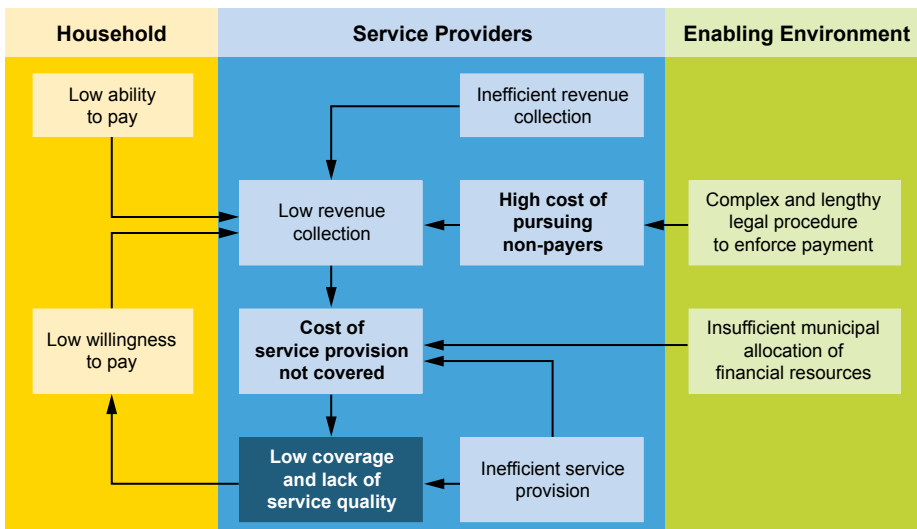 Household
Service Providers
Enabling Environment
Low ability
to pay
Inefficient revenue
collection
Low revenue
collection
High cost of
pursuing
non-payers
Complex and lengthy
legal procedure
to enforce payment
Low willingness
to pay
Cost of
service provision
not covered
Insufficient municipal
allocation of
financial resources
Low coverage
and lack of
service quality
Inefficient service
provision